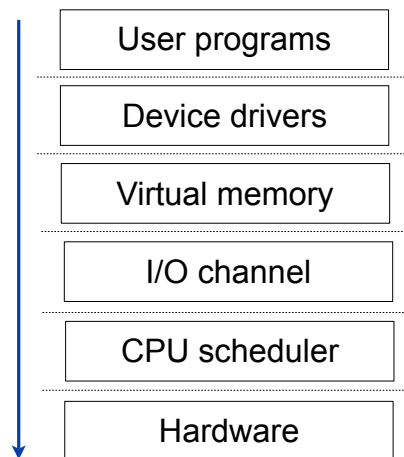 User programs
Device drivers
Virtual memory
I/O channel
CPU scheduler
Hardware